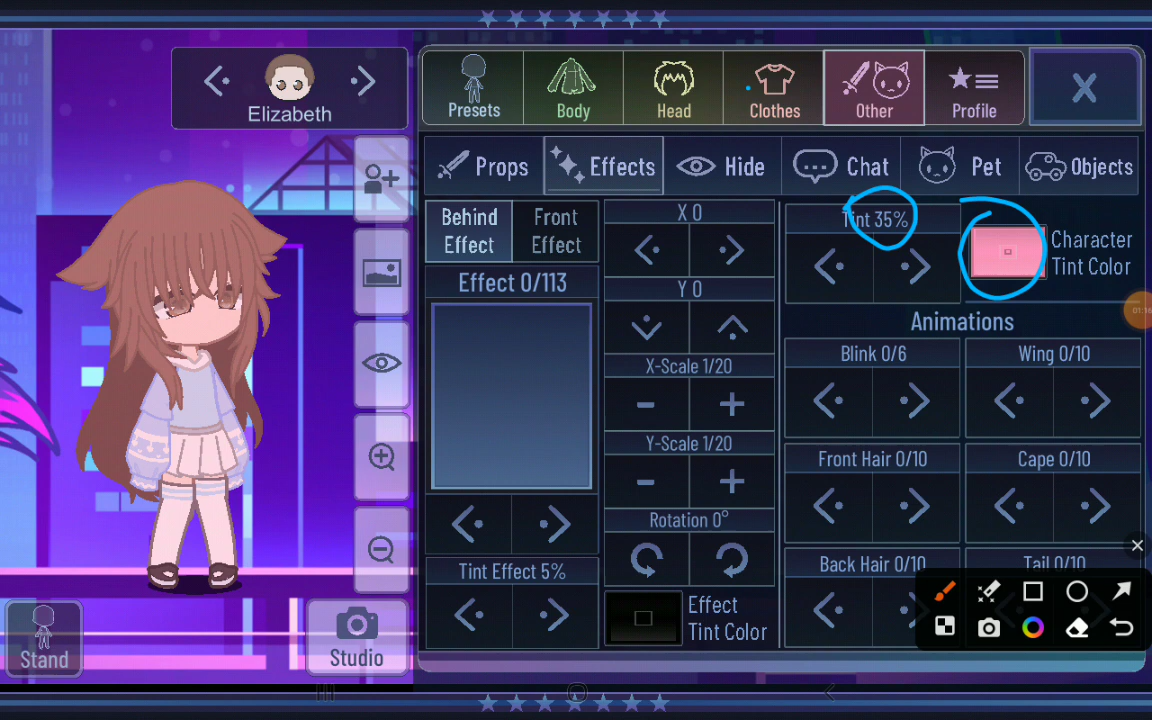 Elizabeth
Presets
Body
Head
Clothes
Other
Profile
X
Props
Effects
Hide
Chat
Pet
Objects
Behind
Effect
Front
Effect
Effect 0/113
Tint Effect 5%
X 0
Y 0
X-Scale 1/20
Y-Scale 1/20
Rotation 0°
Effect
Tint Color
Tint 35%
Character
Tint Color
Animations
Blink 0/6
Wing 0/10
Front Hair 0/10
Cape 0/10
Back Hair 0/10
Tail 0/10
Stand
Studio